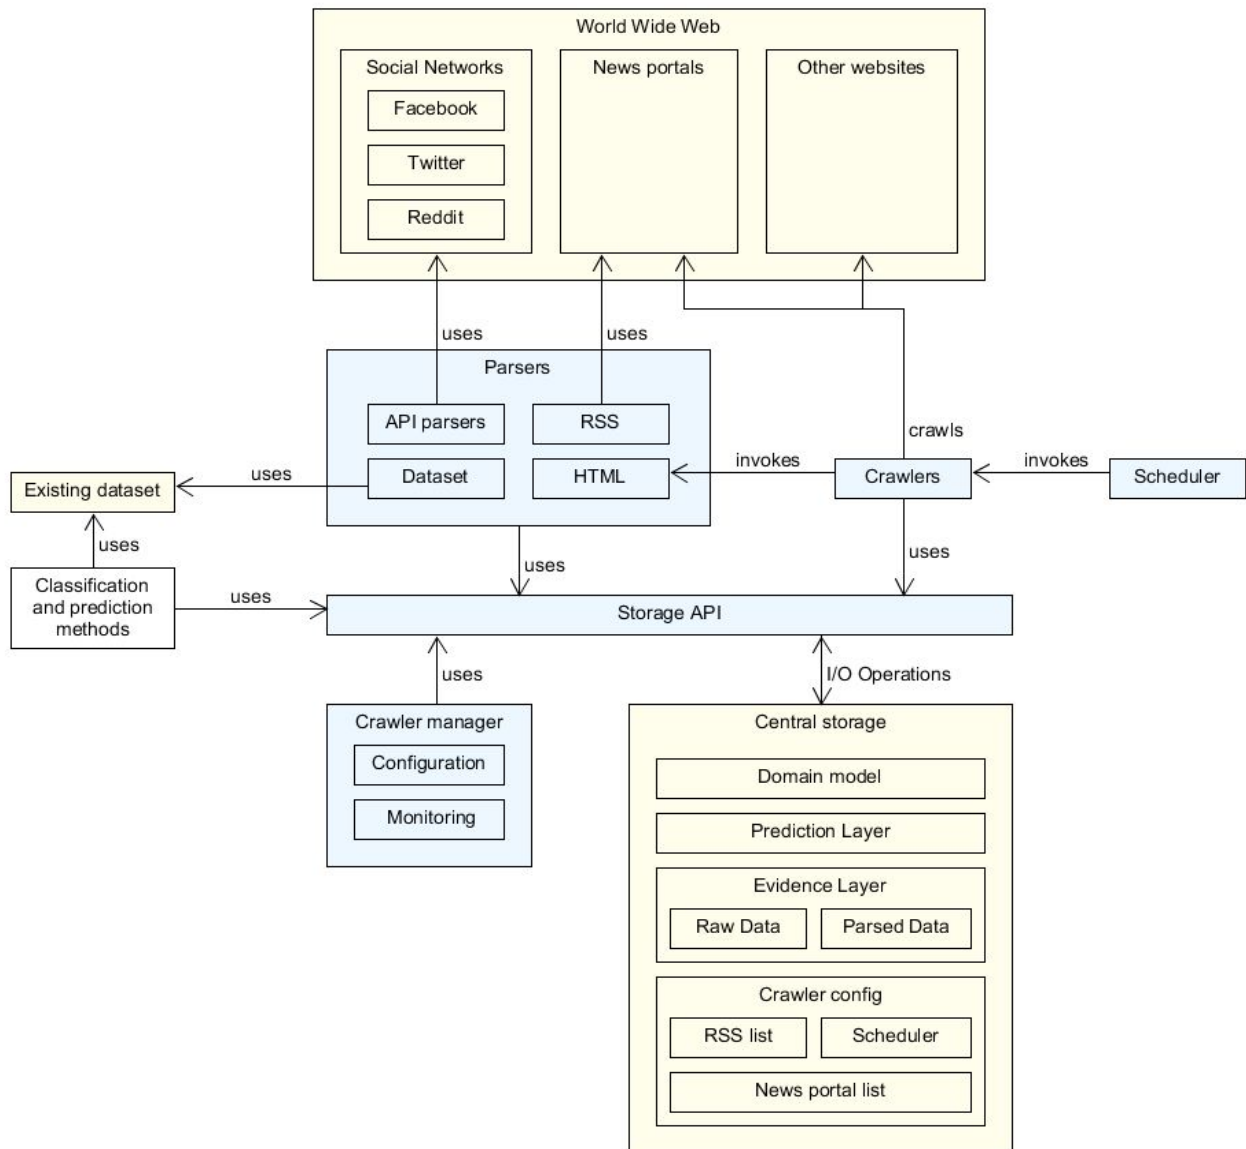 World Wide Web
Social Networks
News portals
Other websites
Facebook
Twitter
Reddit
uses
uses
Parsers
API parsers
RSS
crawls
Dataset
HTML
invokes
Crawlers
invokes
Scheduler
uses
Existing dataset
uses
uses
uses
Classification
and prediction
methods
uses
Storage API
uses
I/O Operations
Crawler manager
Configuration
Monitoring
Central storage
Domain model
Prediction Layer
Evidence Layer
Raw Data
Parsed Data
Crawler config
RSS list
Scheduler
News portal list